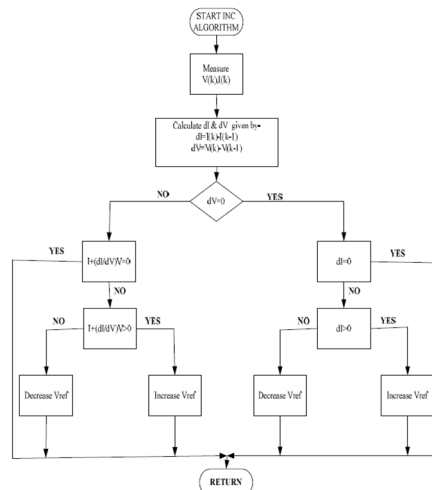 START INC
ALGORITHM
Measure
V(k),I(k)
Calculate dI & dV given by-
dI=I(k)-I(k-1)
dV=V(k)-V(k-1)
NO
dV=0
YES
YES
I+(dI/dV)V=0
NO
dI=0
YES
NO
NO
I+(dI/dV)V>0
YES
NO
dI>0
YES
Decrease Vref
Increase Vref
Decrease Vref
Increase Vref
RETURN